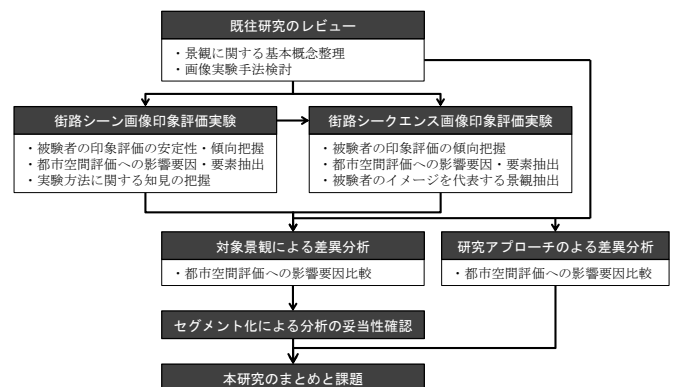 既往研究のレビュー
・景観に関する基本概念整理
・画像実験手法検討
街路シーン画像印象評価実験
・被験者の印象評価の安定性・傾向把握
・都市空間評価への影響要因・要素抽出
・実験方法に関する知見の把握
街路シークエンス画像印象評価実験
・被験者の印象評価の傾向把握
・都市空間評価への影響要因・要素抽出
・被験者のイメージを代表する景観抽出
対象景観による差異分析
・都市空間評価への影響要因比較
研究アプローチのよる差異分析
・都市空間評価への影響要因比較
セグメント化による分析の妥当性確認
本研究のまとめと課題